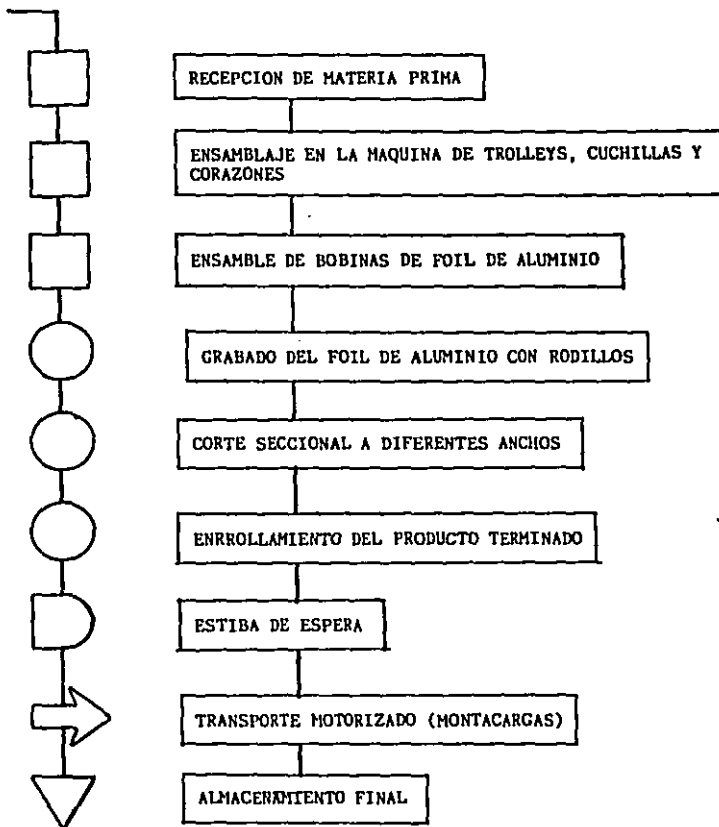 RECEPCION DE MATERIA PRIMA
ENSAMBLAJE EN LA MAQUINA DE TROLLEYS, CUCHILLAS Y
CORAZONES
ENSAMBLE DE BOBINAS DE FOIL DE ALUMINIO
GRABADO DEL FOIL DE ALUMINIO CON RODILLOS
CORTE SECCIONAL A DIFERENTES ANCHOS
ENRROLLAMIENTO DEL PRODUCTO TERMINADO
ESTIBA DE ESPERA
TRANSPORTE MOTORIZADO (MONTACARGAS)
ALMACENAMIENTO FINAL